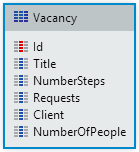 Vacancy
Id
Title
NumberSteps
Requests
Client
NumberOfPeople